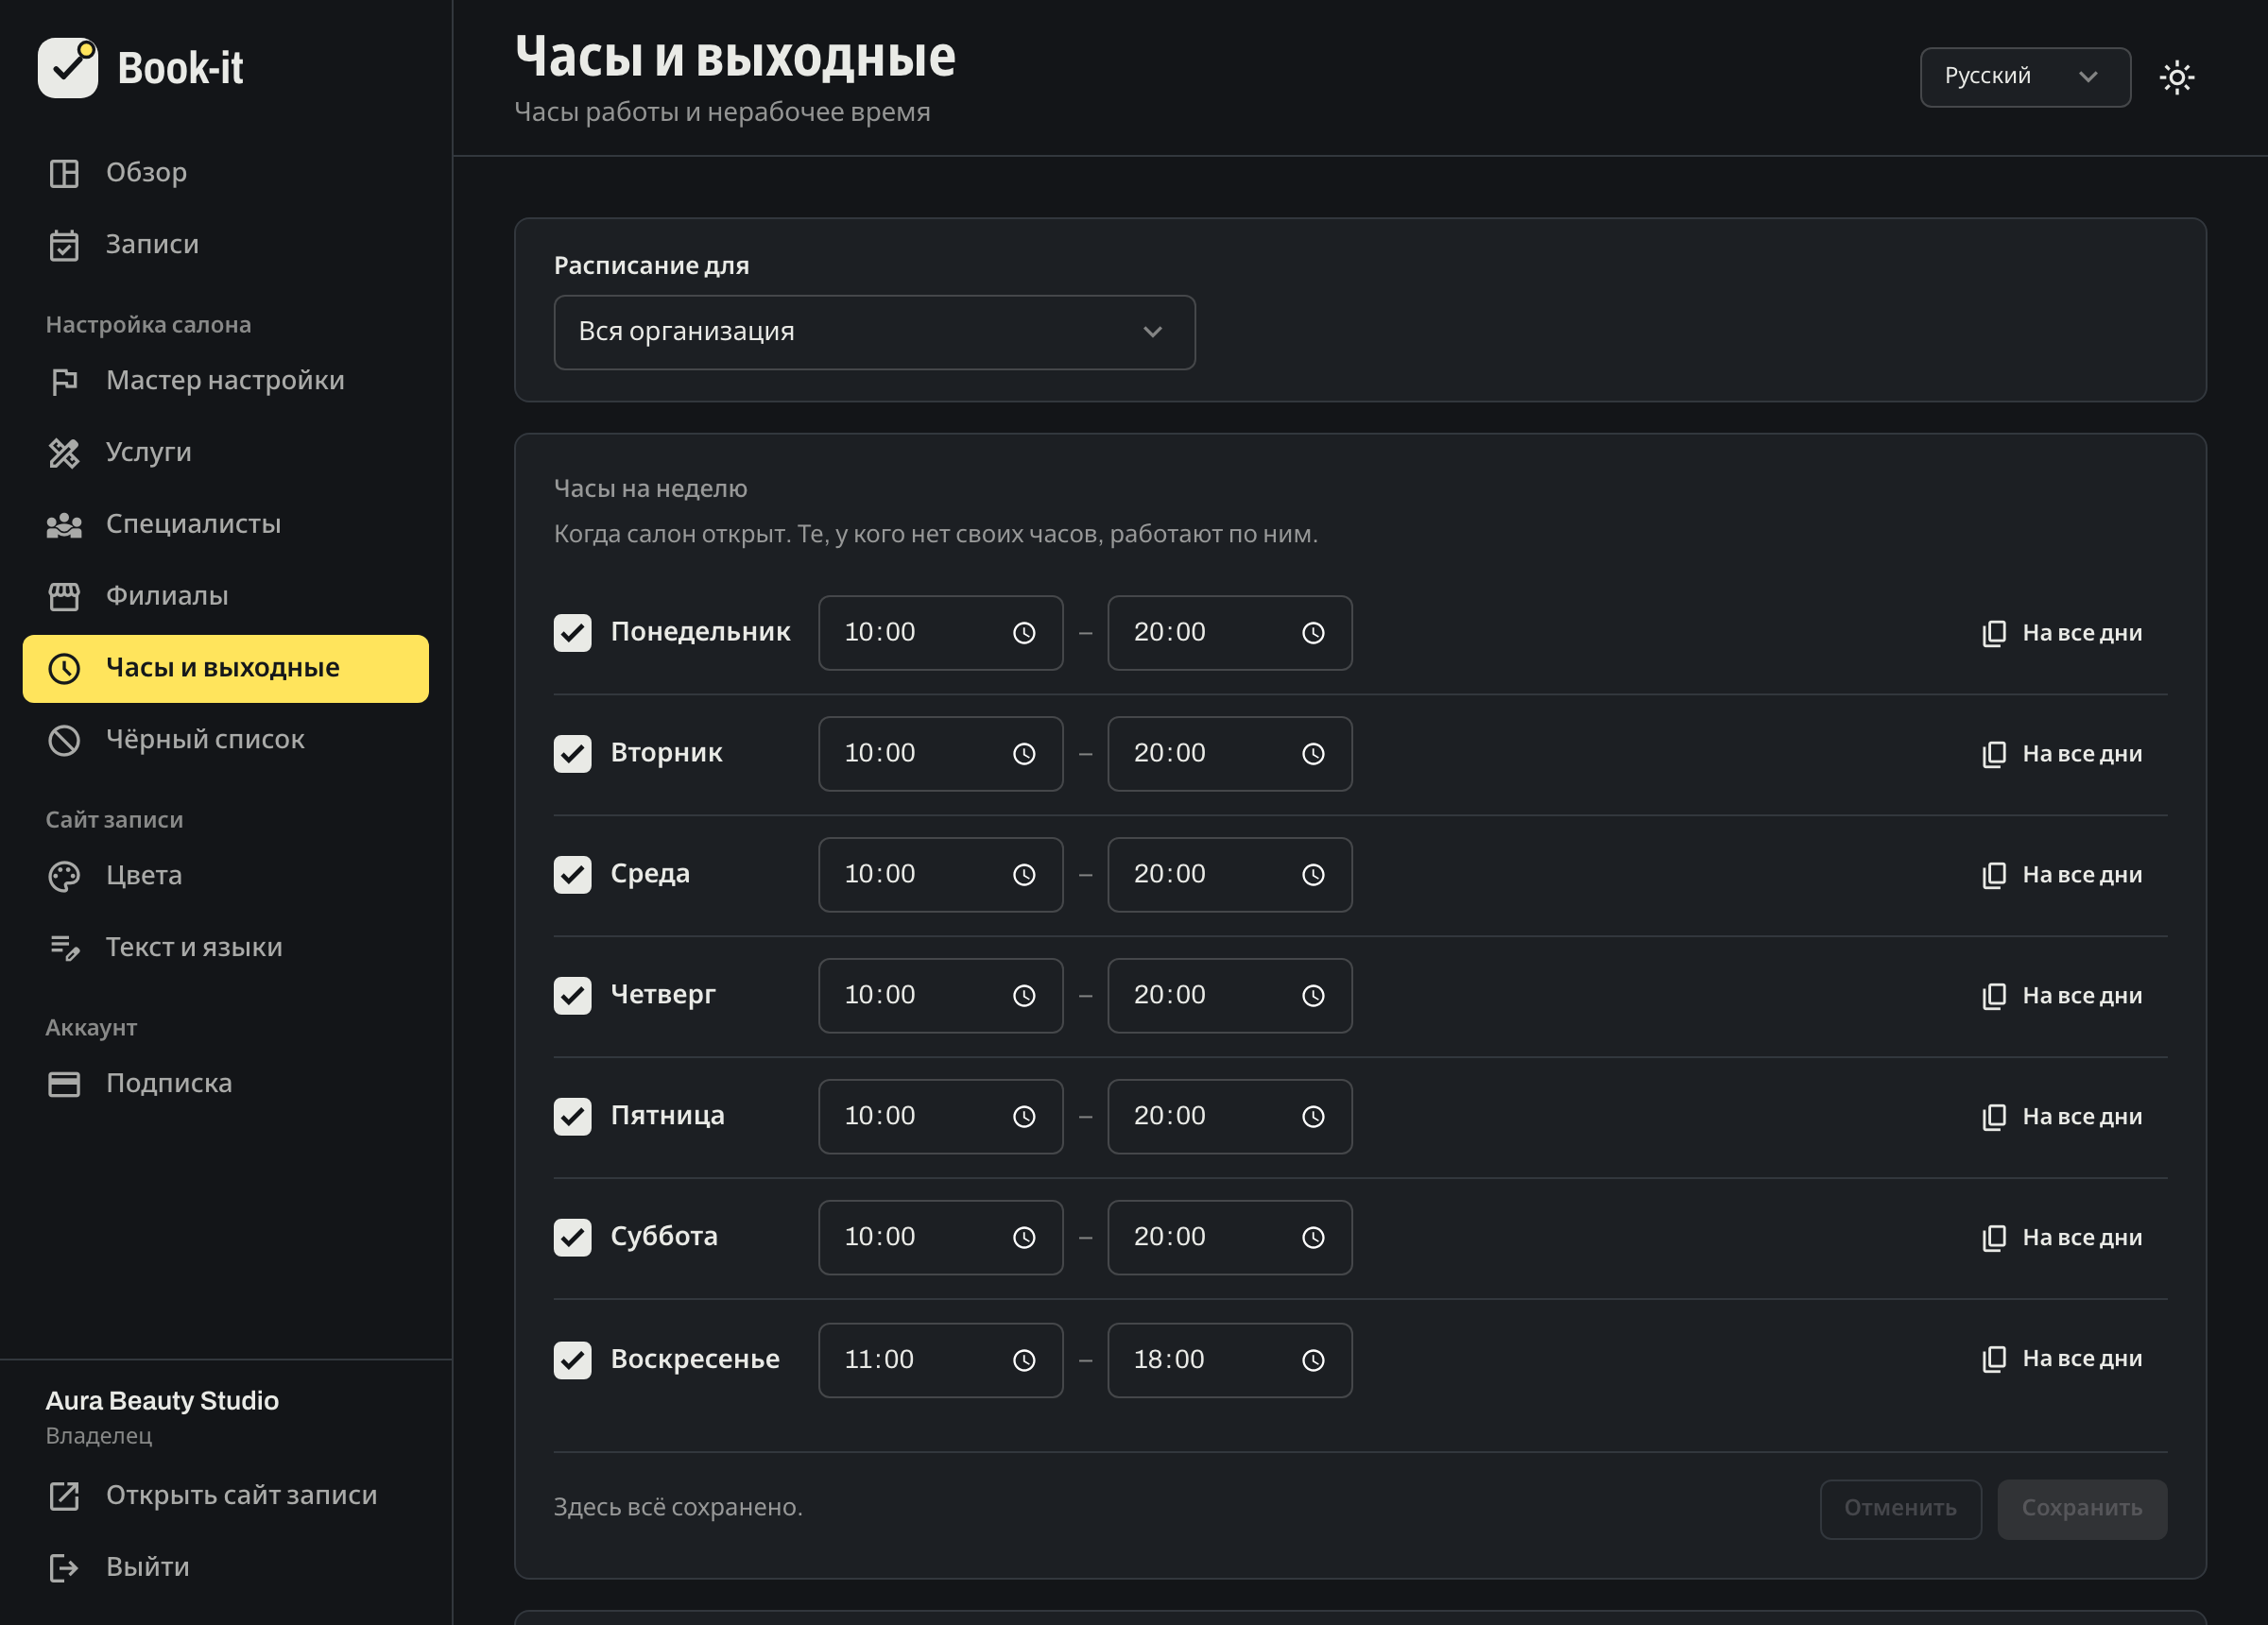 Book-it
Обзор
Записи
Настройка салона
Мастер настройки
Услуги
Специалисты
Филиалы
Часы и выходные
Чёрный список
Сайт записи
Цвета
Текст и языки
Аккаунт
Подписка
Aura Beauty Studio
Владелец
Открыть сайт записи
Выйти
Часы и выходные
Часы работы и нерабочее время
Русский
Расписание для
Вся организация
Часы на неделю
Когда салон открыт. Те, у кого нет своих часов, работают по ним.
Понедельник 10:00 – 20:00 На все дни
Вторник 10:00 – 20:00 На все дни
Среда 10:00 – 20:00 На все дни
Четверг 10:00 – 20:00 На все дни
Пятница 10:00 – 20:00 На все дни
Суббота 10:00 – 20:00 На все дни
Воскресенье 11:00 – 18:00 На все дни
Здесь всё сохранено. Отменить Сохранить